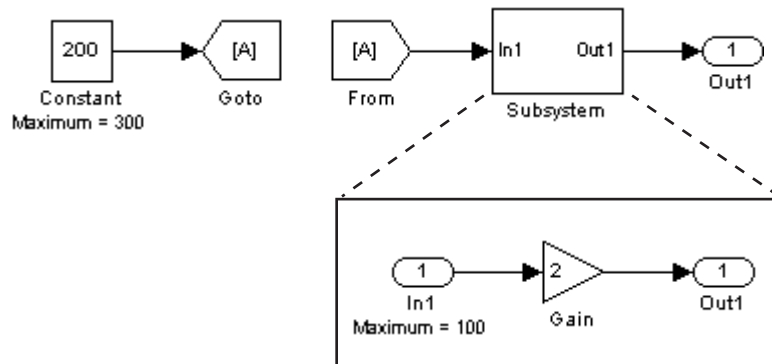 200
[A]
[A]
In1
Out1
1
Constant
Goto
From
Subsystem
Out1
Maximum = 300
1
2
1
In1
Gain
Out1
Maximum = 100